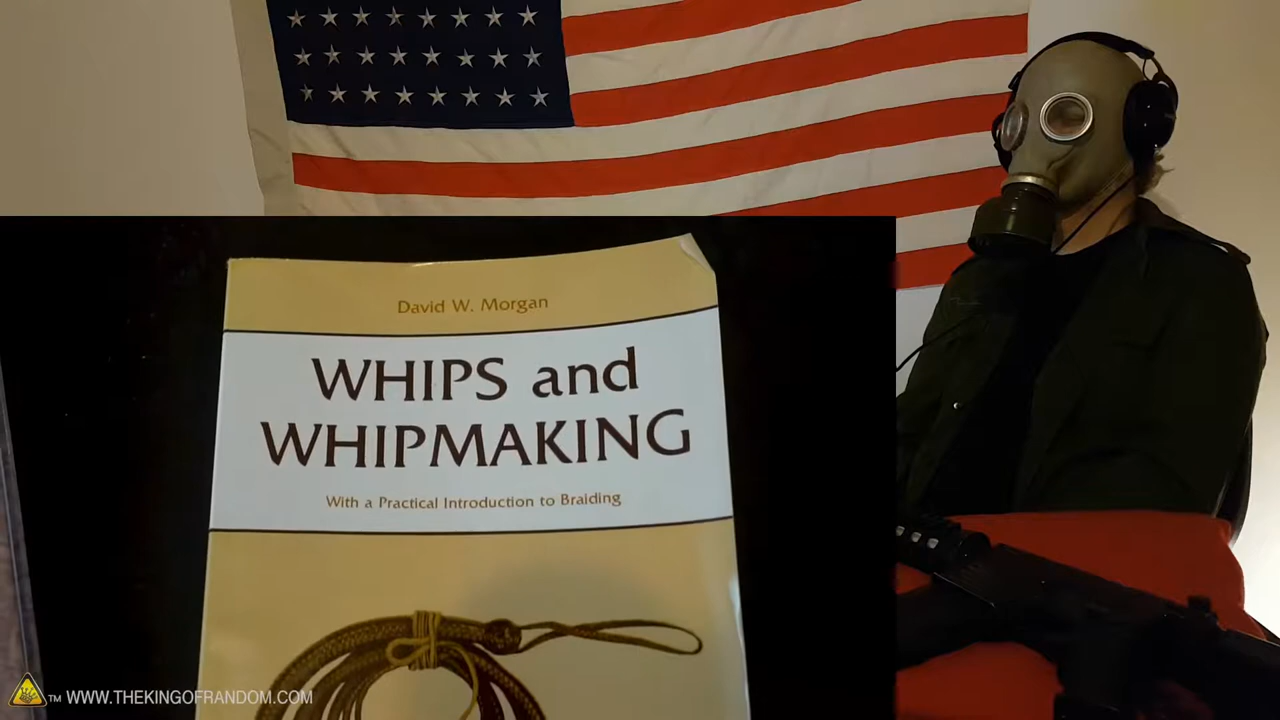 David W. Morgan
WHIPS and
WHIPMAKING
With a Practical Introduction to Braiding
TM WWW.THEKINGOFRANDOM.COM